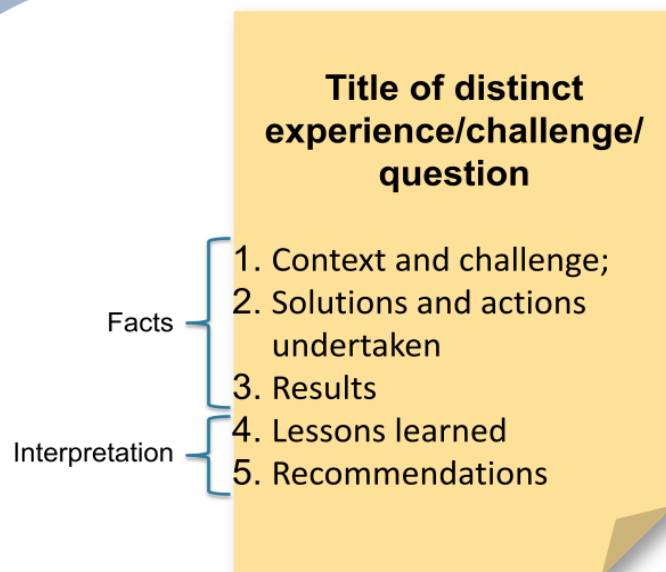 Title of distinct
experience/challenge/
question
Facts
1. Context and challenge;
2. Solutions and actions
undertaken
3. Results
Interpretation
4. Lessons learned
5. Recommendations